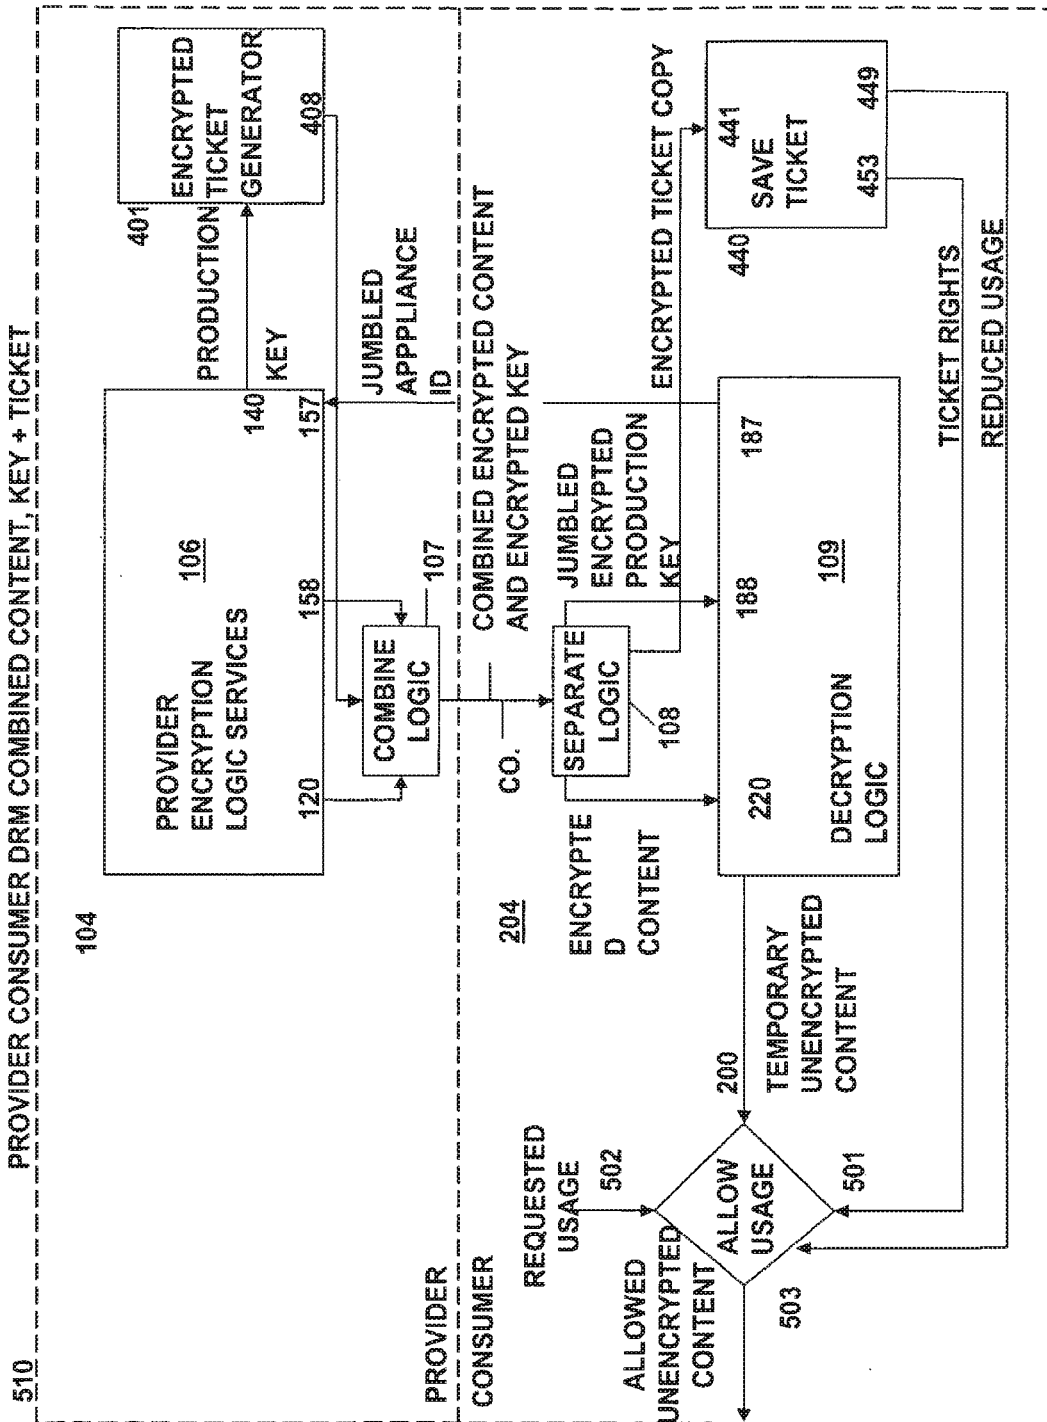 510
PROVIDER CONSUMER DRM COMBINED CONTENT, KEY + TICKET
104
PROVIDER
ENCRYPTION
LOGIC SERVICES
106
120
158
140
157
PRODUCTION
KEY
401
ENCRYPTED
TICKET
GENERATOR
408
JUMBLED
APPPLIANCE
ID
COMBINE
LOGIC
107
PROVIDER
CONSUMER
CO.
COMBINED ENCRYPTED CONTENT
AND ENCRYPTED KEY
204
SEPARATE
LOGIC
108
ENCRYPTE
D
CONTENT
JUMBLED
ENCRYPTED
PRODUCTION
KEY
ENCRYPTED TICKET COPY
440
441
SAVE
TICKET
453
449
220
188
187
DECRYPTION
LOGIC
109
REQUESTED
USAGE
502
200
TEMPORARY
UNENCRYPTED
CONTENT
ALLOW
USAGE
501
503
ALLOWED
UNENCRYPTED
CONTENT
TICKET RIGHTS
REDUCED USAGE